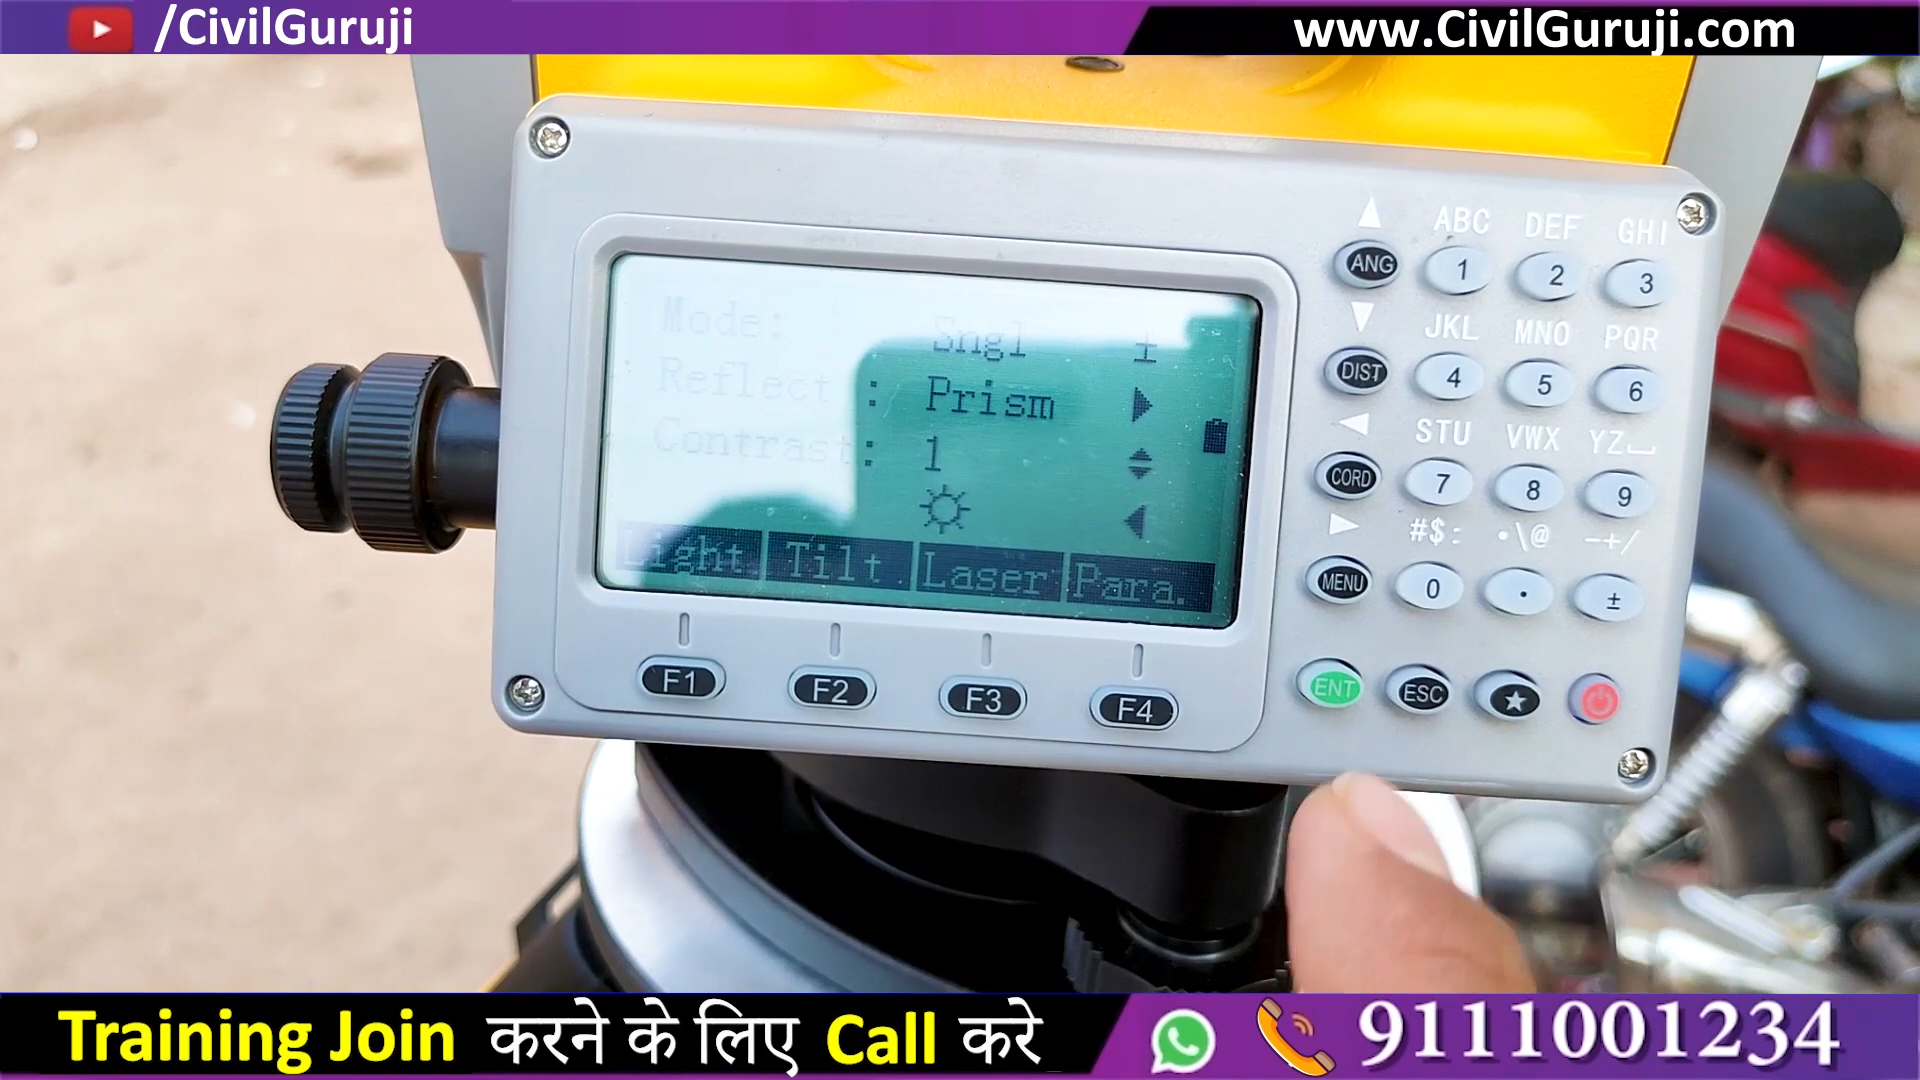 /CivilGuruji
www.CivilGuruji.com
Mode: Sngl ±
Reflect : Prism
Contrast: 1
Light Tilt Laser Para.
F1 F2 F3 F4
ABC DEF GHI
ANG 1 2 3
JKL MNO PQR
DIST 4 5 6
STU VWX YZ
CORD 7 8 9
#$: •\@ -+/
MENU 0 . ±
ENT ESC
Training Join करने के लिए Call करे
9111001234